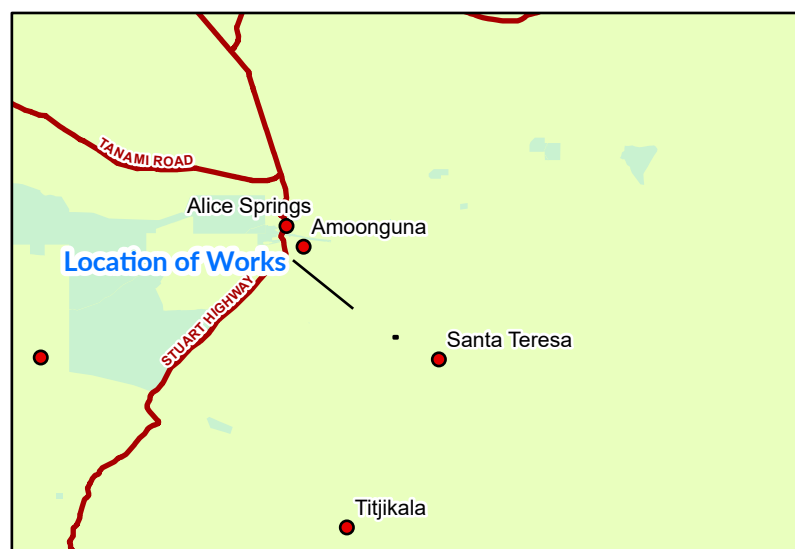 TANAMI ROAD
Alice Springs
Amoonguna
Location of Works
STUART HIGHWAY
Santa Teresa
Titjikala